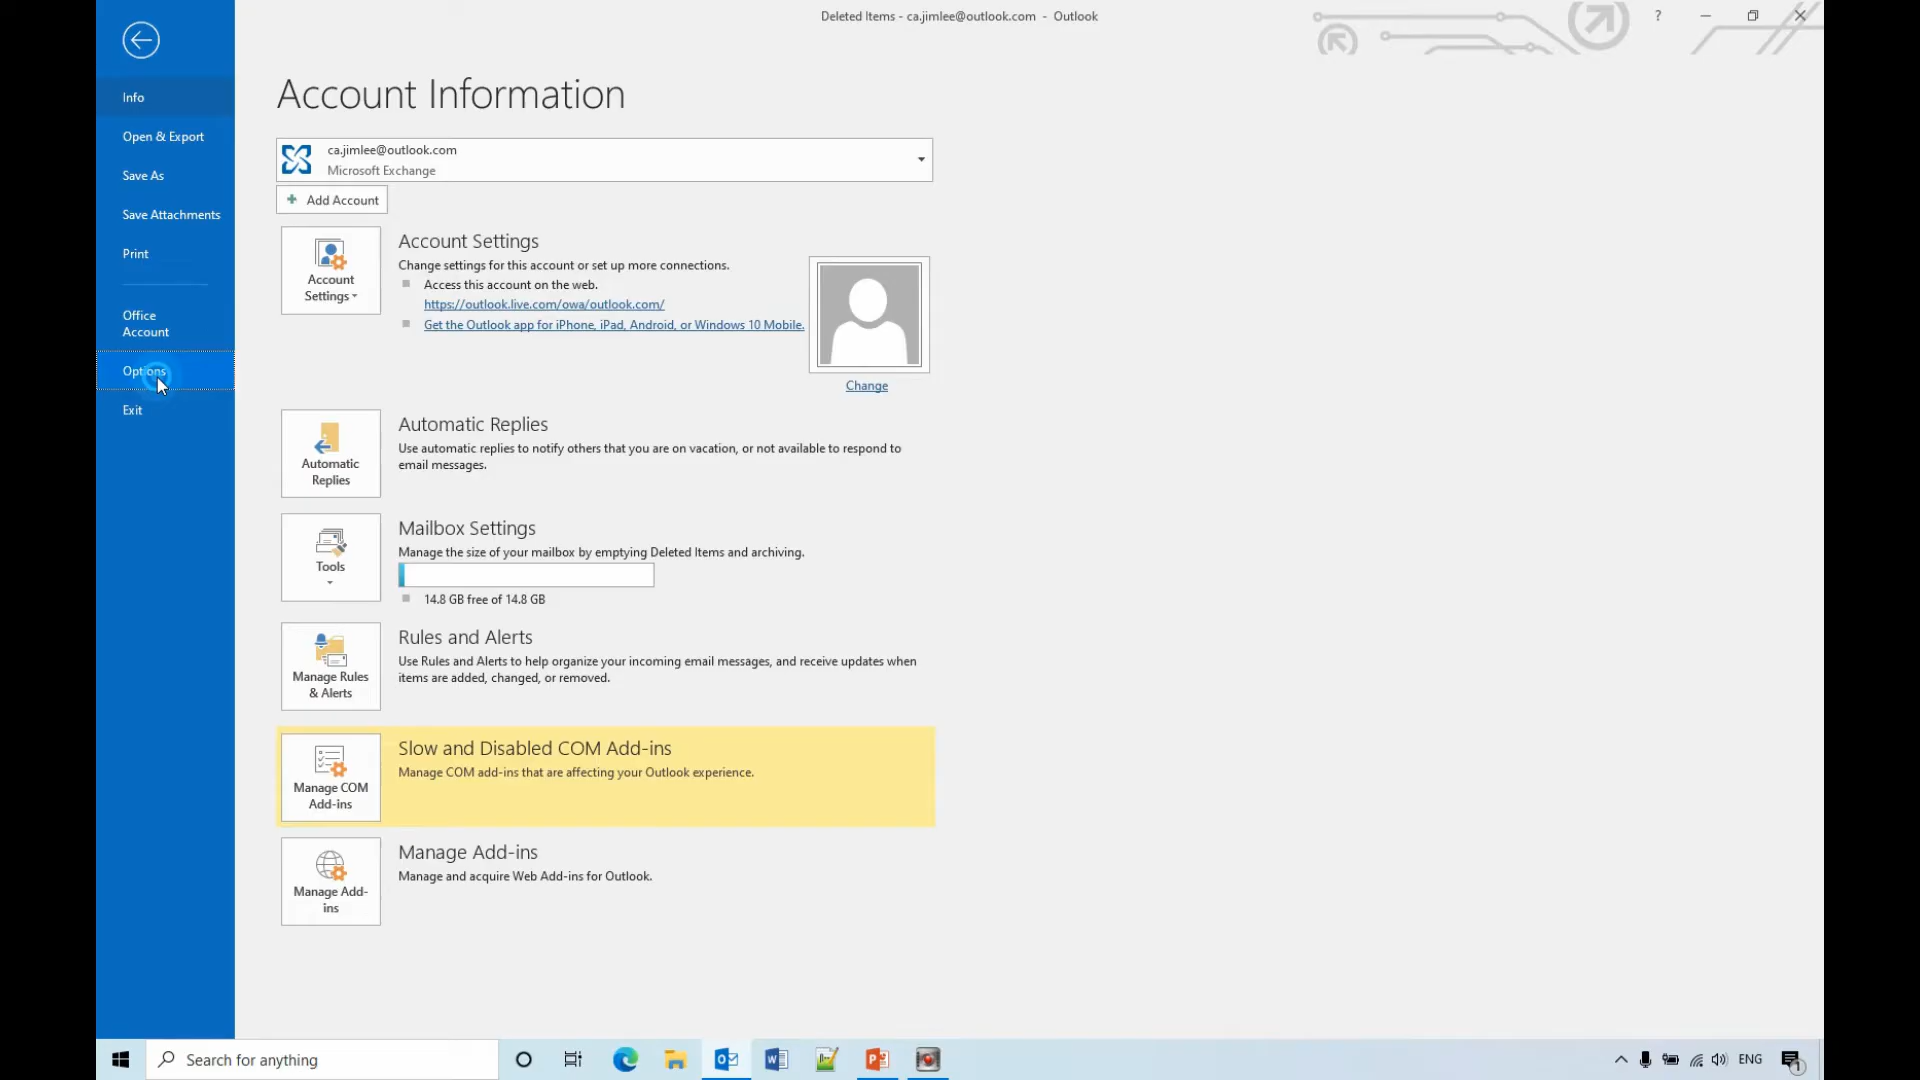 Deleted Items - ca.jimlee@outlook.com - Outlook
?
Info
Open & Export
Save As
Save Attachments
Print
Office
Account
Options
Exit
Account Information
ca.jimlee@outlook.com
Microsoft Exchange
+ Add Account
Account
Settings
Account Settings
Change settings for this account or set up more connections.
Access this account on the web.
https://outlook.live.com/owa/outlook.com/
Get the Outlook app for iPhone, iPad, Android, or Windows 10 Mobile.
Change
Automatic
Replies
Automatic Replies
Use automatic replies to notify others that you are on vacation, or not available to respond to
email messages.
Tools
Mailbox Settings
Manage the size of your mailbox by emptying Deleted Items and archiving.
14.8 GB free of 14.8 GB
Manage Rules
& Alerts
Rules and Alerts
Use Rules and Alerts to help organize your incoming email messages, and receive updates when
items are added, changed, or removed.
Manage COM
Add-ins
Slow and Disabled COM Add-ins
Manage COM add-ins that are affecting your Outlook experience.
Manage Add-
ins
Manage Add-ins
Manage and acquire Web Add-ins for Outlook.
Search for anything
ENG
1